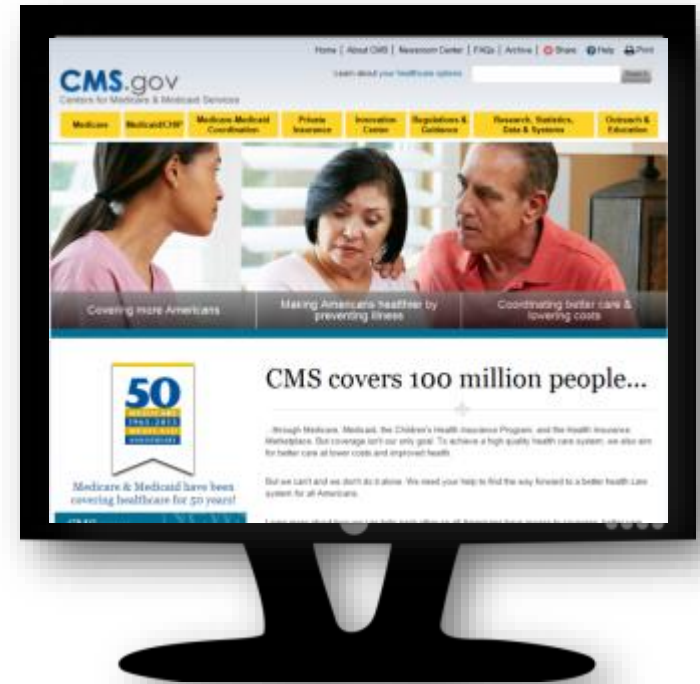 Home | About CMS | Newsroom Center | FAQs | Archive | Share Help Print
CMS.gov
Learn about your healthcare options
Search
Centers for Medicare & Medicaid Services
Medicare
Medicaid/CHIP
Medicare-Medicaid
Coordination
Private
Insurance
Innovation
Center
Regulations &
Guidance
Research, Statistics,
Data & Systems
Outreach &
Education
Covering more Americans
Making Americans healthier by
preventing illness
Coordinating better care &
lowering costs
50
MEDICARE
1965-2015
MEDICAID
ANNIVERSARY
Medicare & Medicaid have been
covering healthcare for 50 years!
CMS covers 100 million people...
...through Medicare, Medicaid, the Children's Health Insurance Program, and the Health Insurance
Marketplace. But coverage isn't our only goal. To achieve a high quality health care system, we also aim
for better care at lower costs and improved health.
But we can't and we don't do it alone. We need your help to find the way forward to a better health care
system for all Americans.
CMS